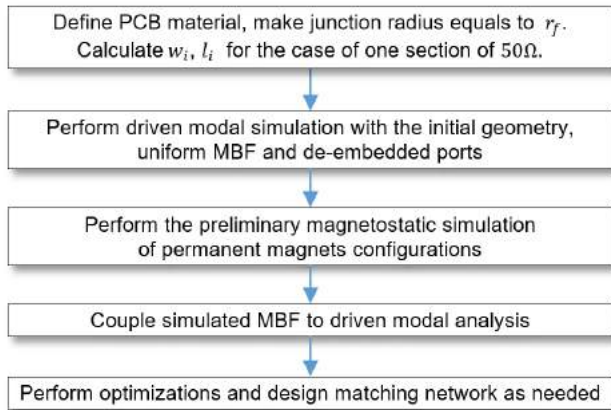 Define PCB material, make junction radius equals to r_f.
Calculate w_i, l_i for the case of one section of 50Ω.
Perform driven modal simulation with the initial geometry,
uniform MBF and de-embedded ports
Perform the preliminary magnetostatic simulation
of permanent magnets configurations
Couple simulated MBF to driven modal analysis
Perform optimizations and design matching network as needed